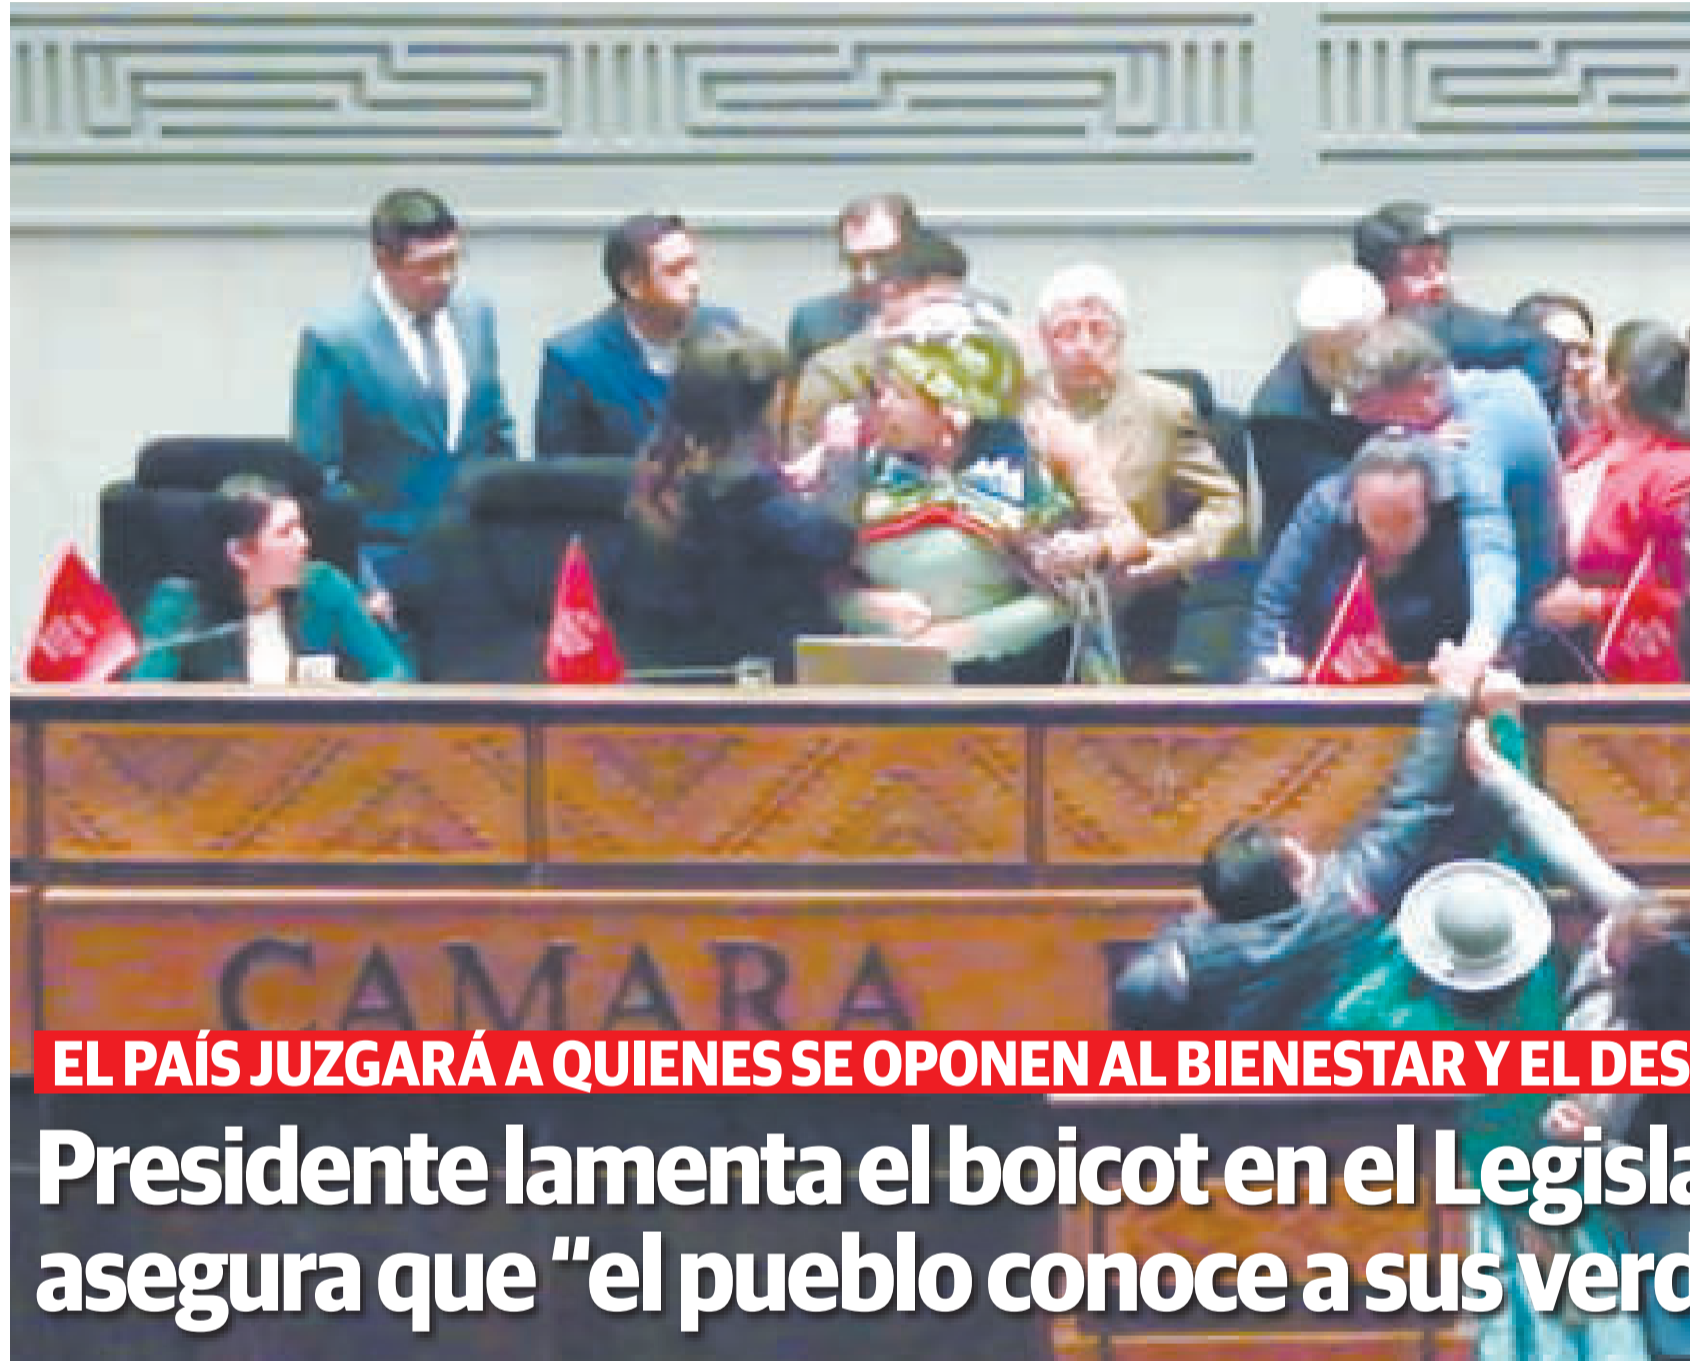 CAMARA
EL PAÍS JUZGARÁ A QUIENES SE OPONEN AL BIENESTAR Y EL DES
Presidente lamenta el boicot en el Legisla
asegura que “el pueblo conoce a sus verd